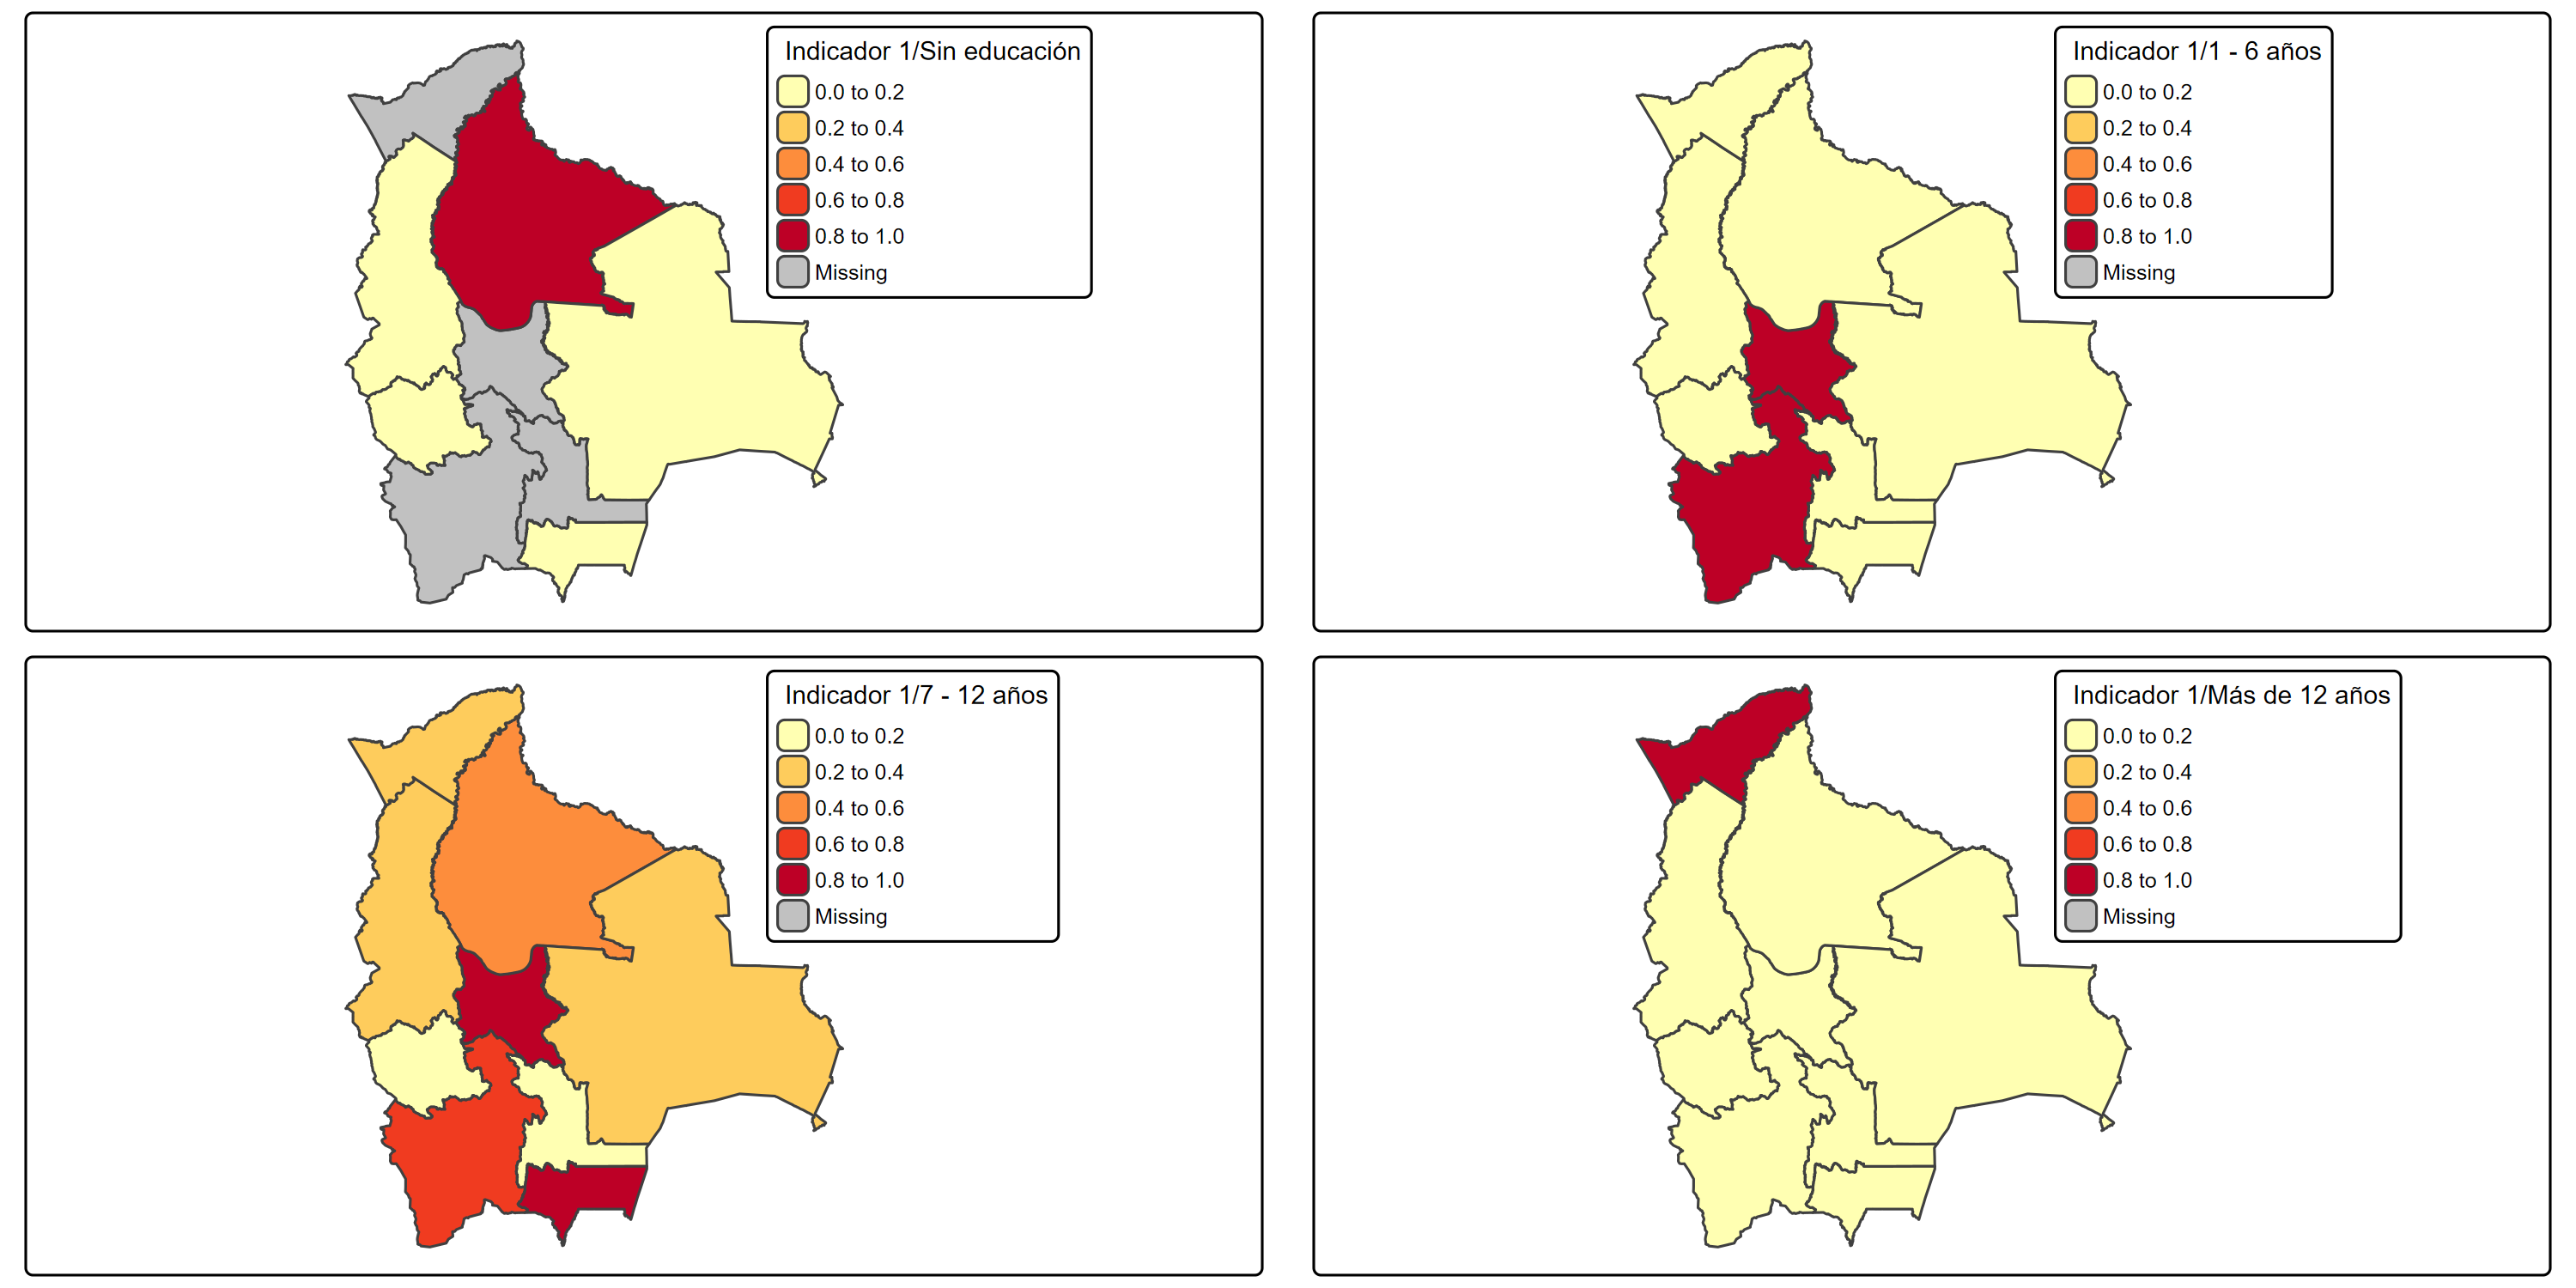 Indicador 1/Sin educación
0.0 to 0.2
0.2 to 0.4
0.4 to 0.6
0.6 to 0.8
0.8 to 1.0
Missing
Indicador 1/1 - 6 años
0.0 to 0.2
0.2 to 0.4
0.4 to 0.6
0.6 to 0.8
0.8 to 1.0
Missing
Indicador 1/7 - 12 años
0.0 to 0.2
0.2 to 0.4
0.4 to 0.6
0.6 to 0.8
0.8 to 1.0
Missing
Indicador 1/Más de 12 años
0.0 to 0.2
0.2 to 0.4
0.4 to 0.6
0.6 to 0.8
0.8 to 1.0
Missing